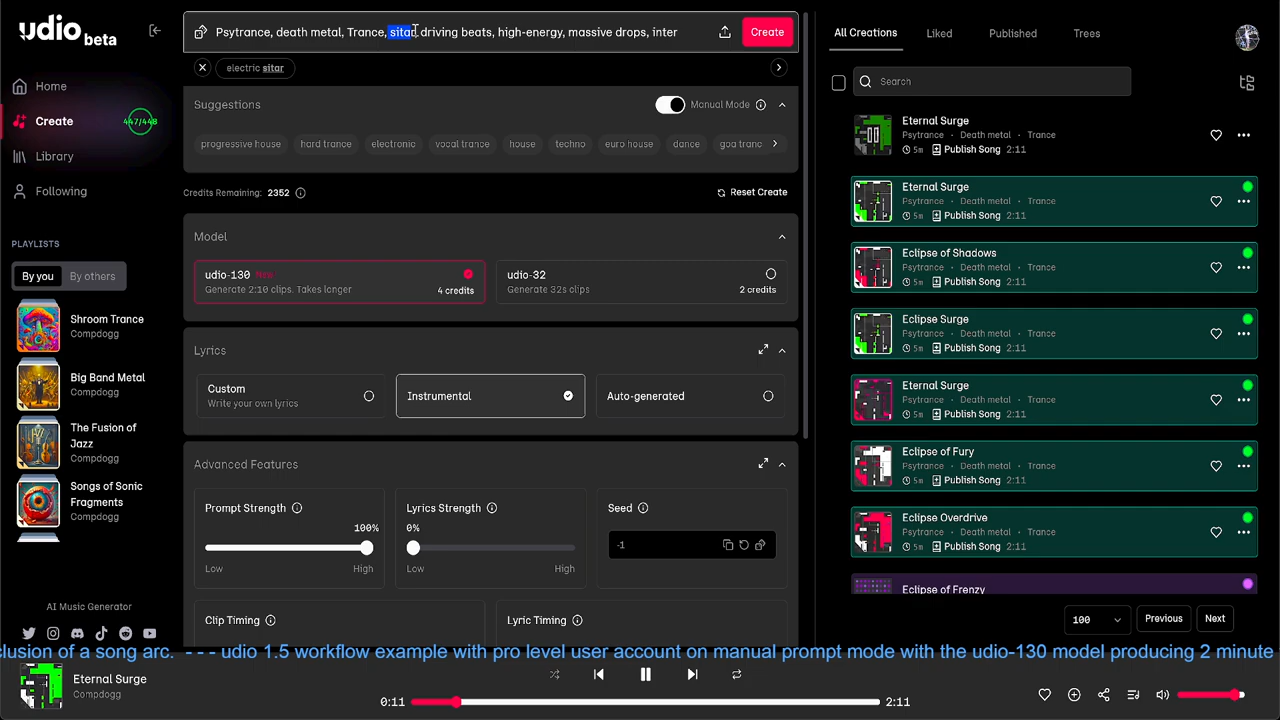 udio
beta
Home
Create
447/448
Library
Following
PLAYLISTS
By you
By others
Shroom Trance
Compdogg
Big Band Metal
Compdogg
The Fusion of
Jazz
Compdogg
Songs of Sonic
Fragments
Compdogg
AI Music Generator
Psytrance, death metal, Trance, sitar, driving beats, high-energy, massive drops, inter
Create
electric sitar
Suggestions
Manual Mode
progressive house
hard trance
electronic
vocal trance
house
techno
euro house
dance
goa tranc
Credits Remaining: 2352
Reset Create
Model
udio-130 New
Generate 2:10 clips. Takes longer
4 credits
udio-32
Generate 32s clips
2 credits
Lyrics
Custom
Write your own lyrics
Instrumental
Auto-generated
Advanced Features
Prompt Strength
100%
Low
High
Lyrics Strength
0%
Low
High
Seed
-1
Clip Timing
Lyric Timing
All Creations
Liked
Published
Trees
Search
Eternal Surge
Psytrance · Death metal · Trance
5m Publish Song 2:11
Eternal Surge
Psytrance · Death metal · Trance
5m Publish Song 2:11
Eclipse of Shadows
Psytrance · Death metal · Trance
5m Publish Song 2:11
Eclipse Surge
Psytrance · Death metal · Trance
5m Publish Song 2:11
Eternal Surge
Psytrance · Death metal · Trance
5m Publish Song 2:11
Eclipse of Fury
Psytrance · Death metal · Trance
5m Publish Song 2:11
Eclipse Overdrive
Psytrance · Death metal · Trance
5m Publish Song 2:11
Eclipse of Frenzy
100
Previous
Next
clusion of a song arc. - - - udio 1.5 workflow example with pro level user account on manual prompt mode with the udio-130 model producing 2 minute
Eternal Surge
Compdogg
0:11
2:11